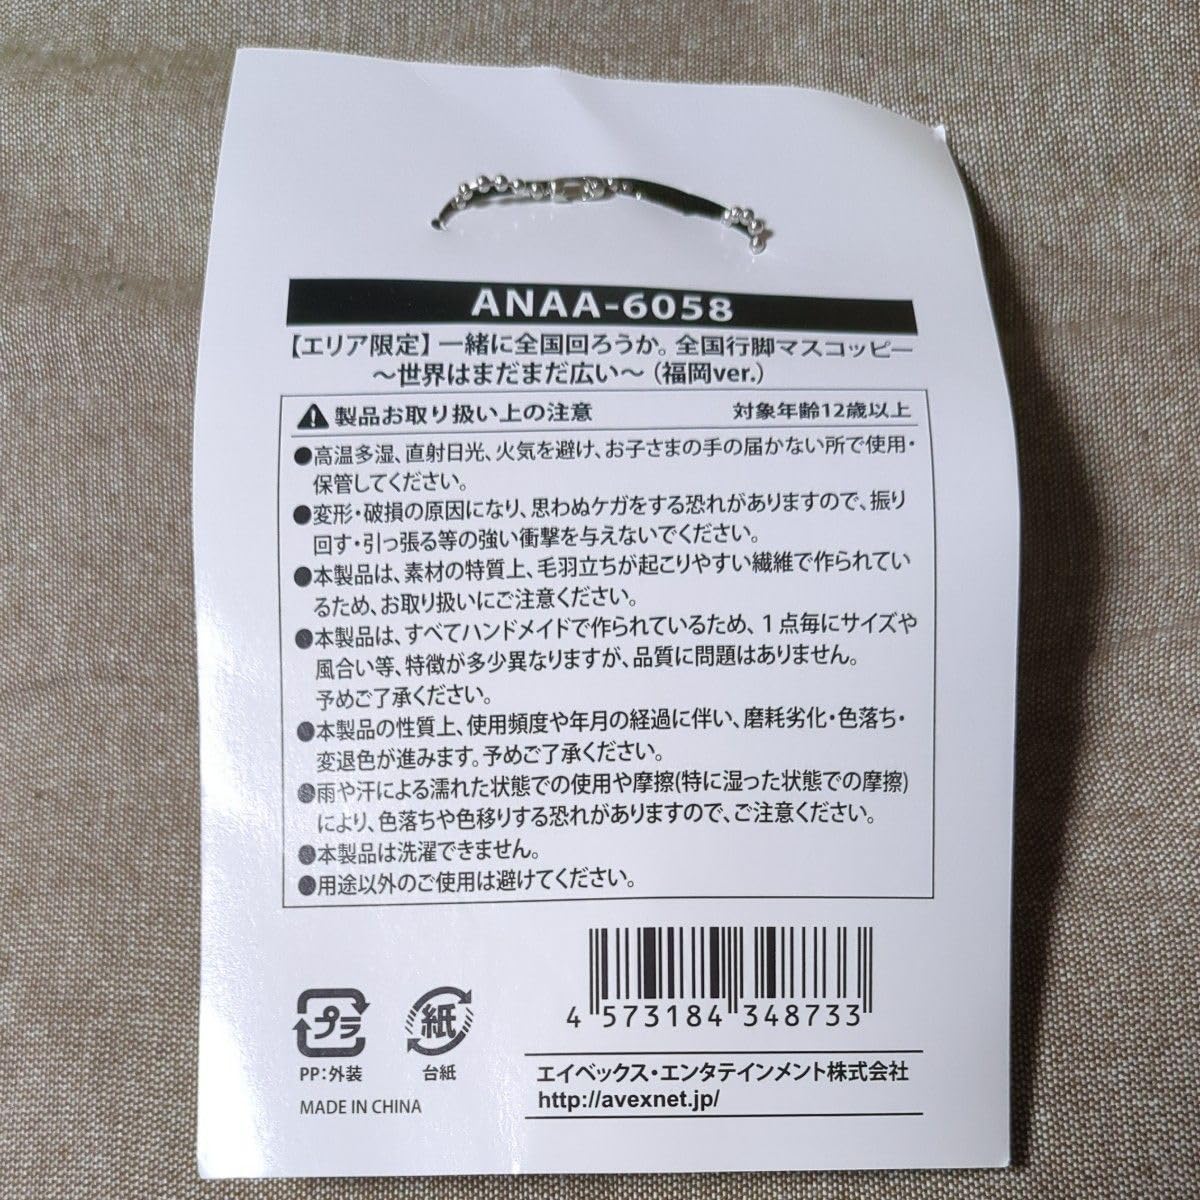 ANAA-6058
【エリア限定】一緒に全国回ろうか。全国行脚マスコッピー
～世界はまだまだ広い～（福岡ver.）
製品お取り扱い上の注意 対象年齢12歳以上
●高温多湿、直射日光、火気を避け、お子さまの手の届かない所で使用・
保管してください。
●変形・破損の原因になり、思わぬケガをする恐れがありますので、振り
回す・引っ張る等の強い衝撃を与えないでください。
●本製品は、素材の特質上、毛羽立ちが起こりやすい繊維で作られてい
るため、お取り扱いにご注意ください。
●本製品は、すべてハンドメイドで作られているため、1点毎にサイズや
風合い等、特徴が多少異なりますが、品質に問題はありません。
予めご了承ください。
●本製品の性質上、使用頻度や年月の経過に伴い、磨耗劣化・色落ち・
変退色が進みます。予めご了承ください。
●雨や汗による濡れた状態での使用や摩擦(特に湿った状態での摩擦)
により、色落ちや色移りする恐れがありますので、ご注意ください。
●本製品は洗濯できません。
●用途以外のご使用は避けてください。
4 573184 348733
プラ 紙
PP:外装 台紙
MADE IN CHINA
エイベックス・エンタテインメント株式会社
http://avexnet.jp/